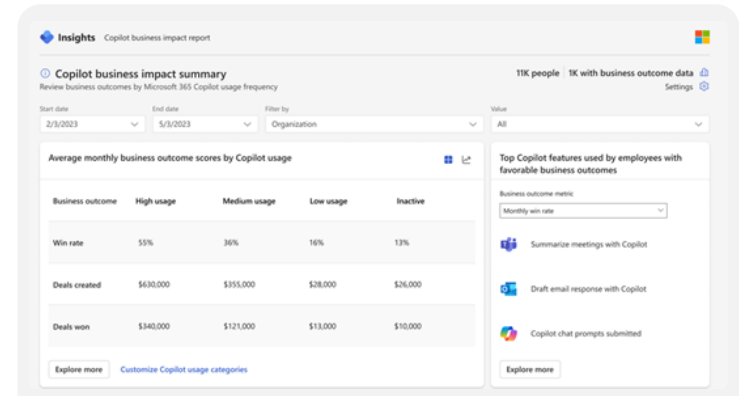 Insights Copilot business impact report
Copilot business impact summary
11K people 1K with business outcome data
Review business outcomes by Microsoft 365 Copilot usage frequency
Settings
Start date End date Filter by Value
2/3/2023 5/3/2023 Organization All
Average monthly business outcome scores by Copilot usage
Business outcome High usage Medium usage Low usage Inactive
Win rate 55% 36% 16% 13%
Deals created $630,000 $355,000 $28,000 $26,000
Deals won $340,000 $121,000 $13,000 $10,000
Explore more Customize Copilot usage categories
Top Copilot features used by employees with
favorable business outcomes
Business outcome metric
Monthly win rate
Summarize meetings with Copilot
Draft email response with Copilot
Copilot chat prompts submitted
Explore more